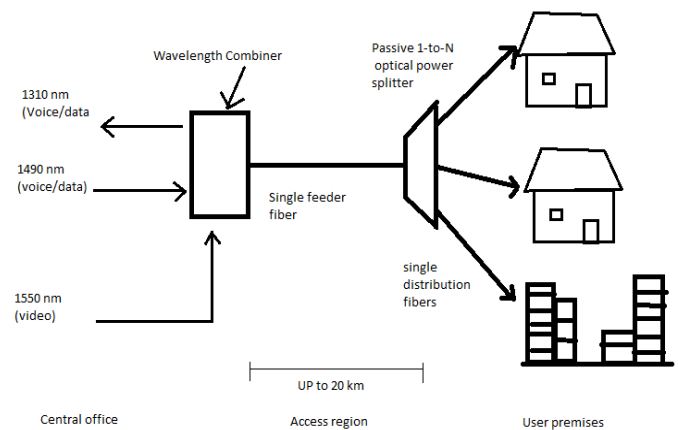 Wavelength Combiner
Passive 1-to-N
optical power
splitter
1310 nm
(Voice/data
1490 nm
(voice/data)
Single feeder
fiber
single
distribution
fibers
1550 nm
(video)
UP to 20 km
Central office
Access region
User premises